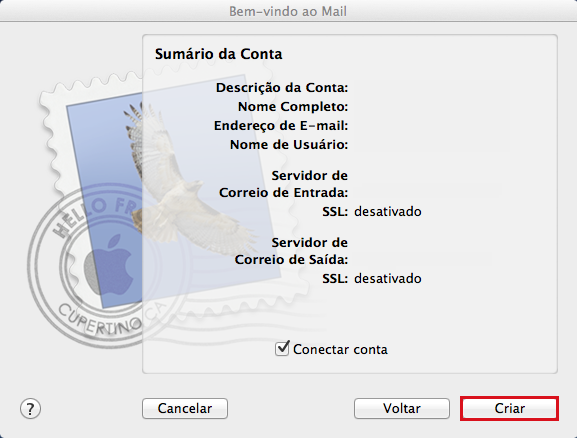 Bem-vindo ao Mail
Sumário da Conta
Descrição da Conta:
Nome Completo:
Endereço de E-mail:
Nome de Usuário:
Servidor de
Correio de Entrada:
SSL: desativado
Servidor de
Correio de Saída:
SSL: desativado
HELLO FR
CUPERTINO CA
Conectar conta
?
Cancelar
Voltar
Criar